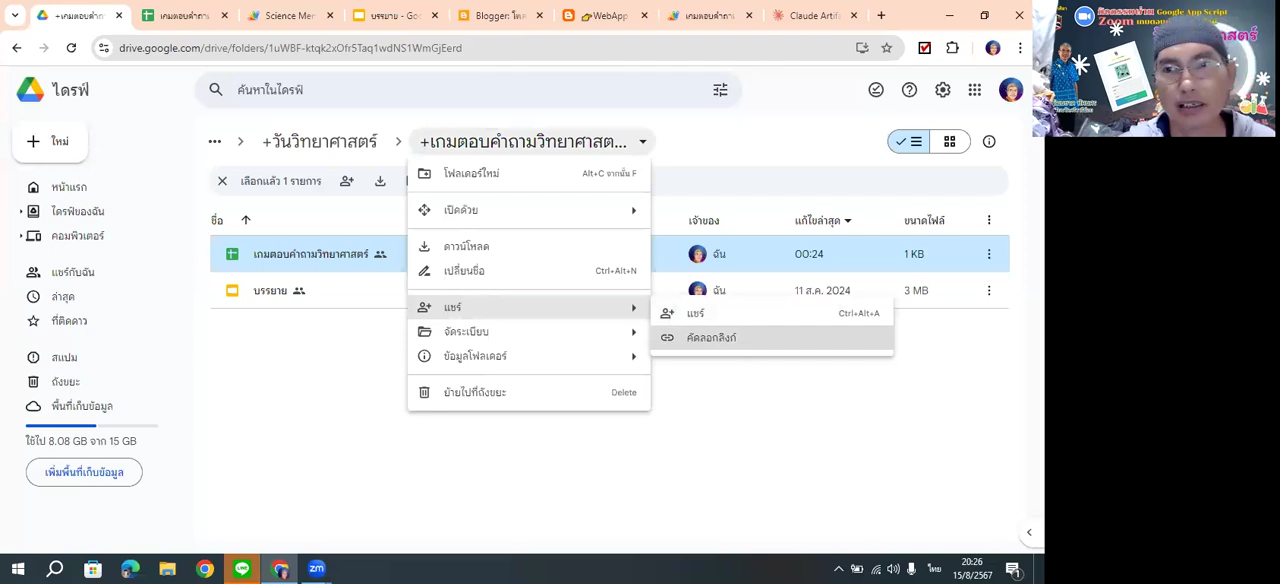 +เกมตอบคำถา
เกมตอบคำถา
Science Mer
บรรยาย - Goo
Blogger: โพส
👉WebApp
เกมตอบคำถา
Claude Artifa
drive.google.com/drive/folders/1uWBF-ktqk2xOfr5Taq1wdNS1WmGjEerd
ไดรฟ์
ค้นหาในไดรฟ์
ใหม่
+วันวิทยาศาสตร์
+เกมตอบคำถามวิทยาศาสต...
เลือกแล้ว 1 รายการ
หน้าแรก
ไดรฟ์ของฉัน
คอมพิวเตอร์
แชร์กับฉัน
ล่าสุด
ที่ติดดาว
สแปม
ถังขยะ
พื้นที่เก็บข้อมูล
ใช้ไป 8.08 GB จาก 15 GB
เพิ่มพื้นที่เก็บข้อมูล
ชื่อ
เจ้าของ
แก้ไขล่าสุด
ขนาดไฟล์
เกมตอบคำถามวิทยาศาสตร์
ฉัน
00:24
1 KB
บรรยาย
ฉัน
11 ส.ค. 2024
3 MB
โฟลเดอร์ใหม่
Alt+C จากนั้น F
เปิดด้วย
ดาวน์โหลด
เปลี่ยนชื่อ
Ctrl+Alt+N
แชร์
จัดระเบียบ
ข้อมูลโฟลเดอร์
ย้ายไปที่ถังขยะ
Delete
แชร์
Ctrl+Alt+A
คัดลอกลิงก์
Google App Script
Zoom
zm
ไทย
20:26
15/8/2567
1